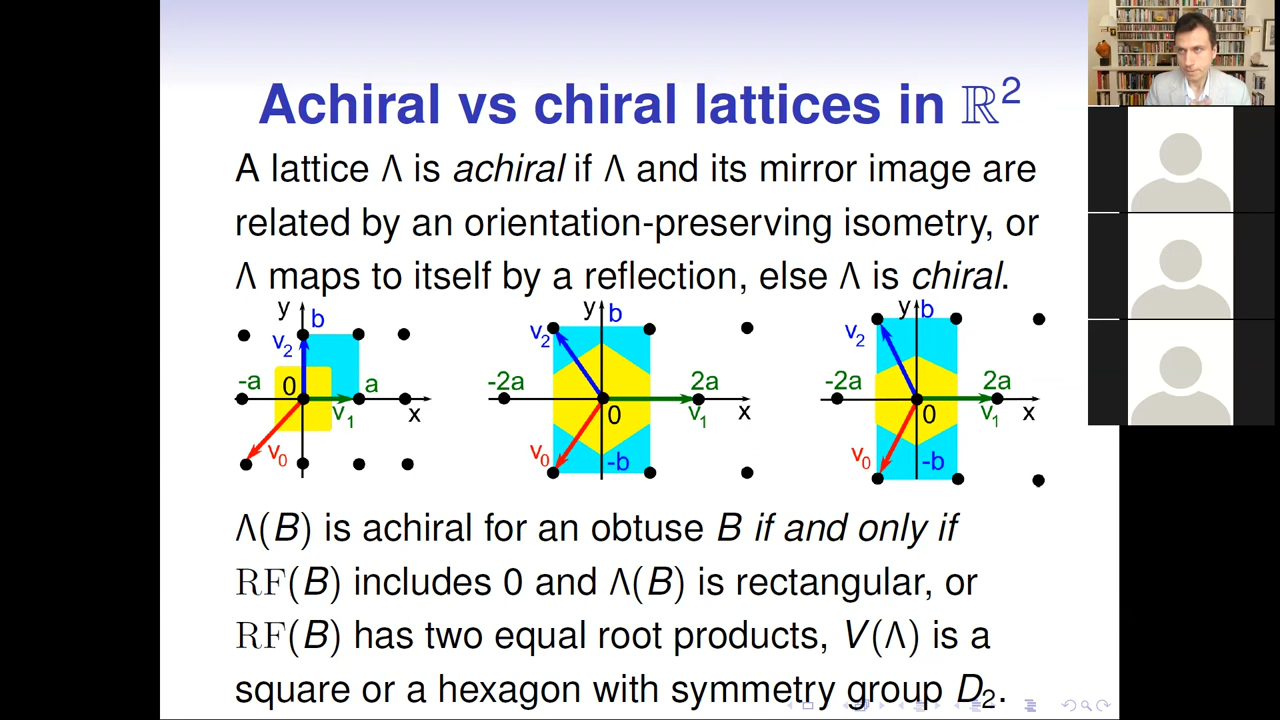 Achiral vs chiral lattices in ℝ²
A lattice Λ is achiral if Λ and its mirror image are
related by an orientation-preserving isometry, or
Λ maps to itself by a reflection, else Λ is chiral.
y b v₂ -a 0 a v₁ x v₀
y b v₂ -2a 2a 0 v₁ x v₀ -b
y b v₂ -2a 2a 0 v₁ x v₀ -b
Λ(B) is achiral for an obtuse B if and only if
RF(B) includes 0 and Λ(B) is rectangular, or
RF(B) has two equal root products, V(Λ) is a
square or a hexagon with symmetry group D₂.